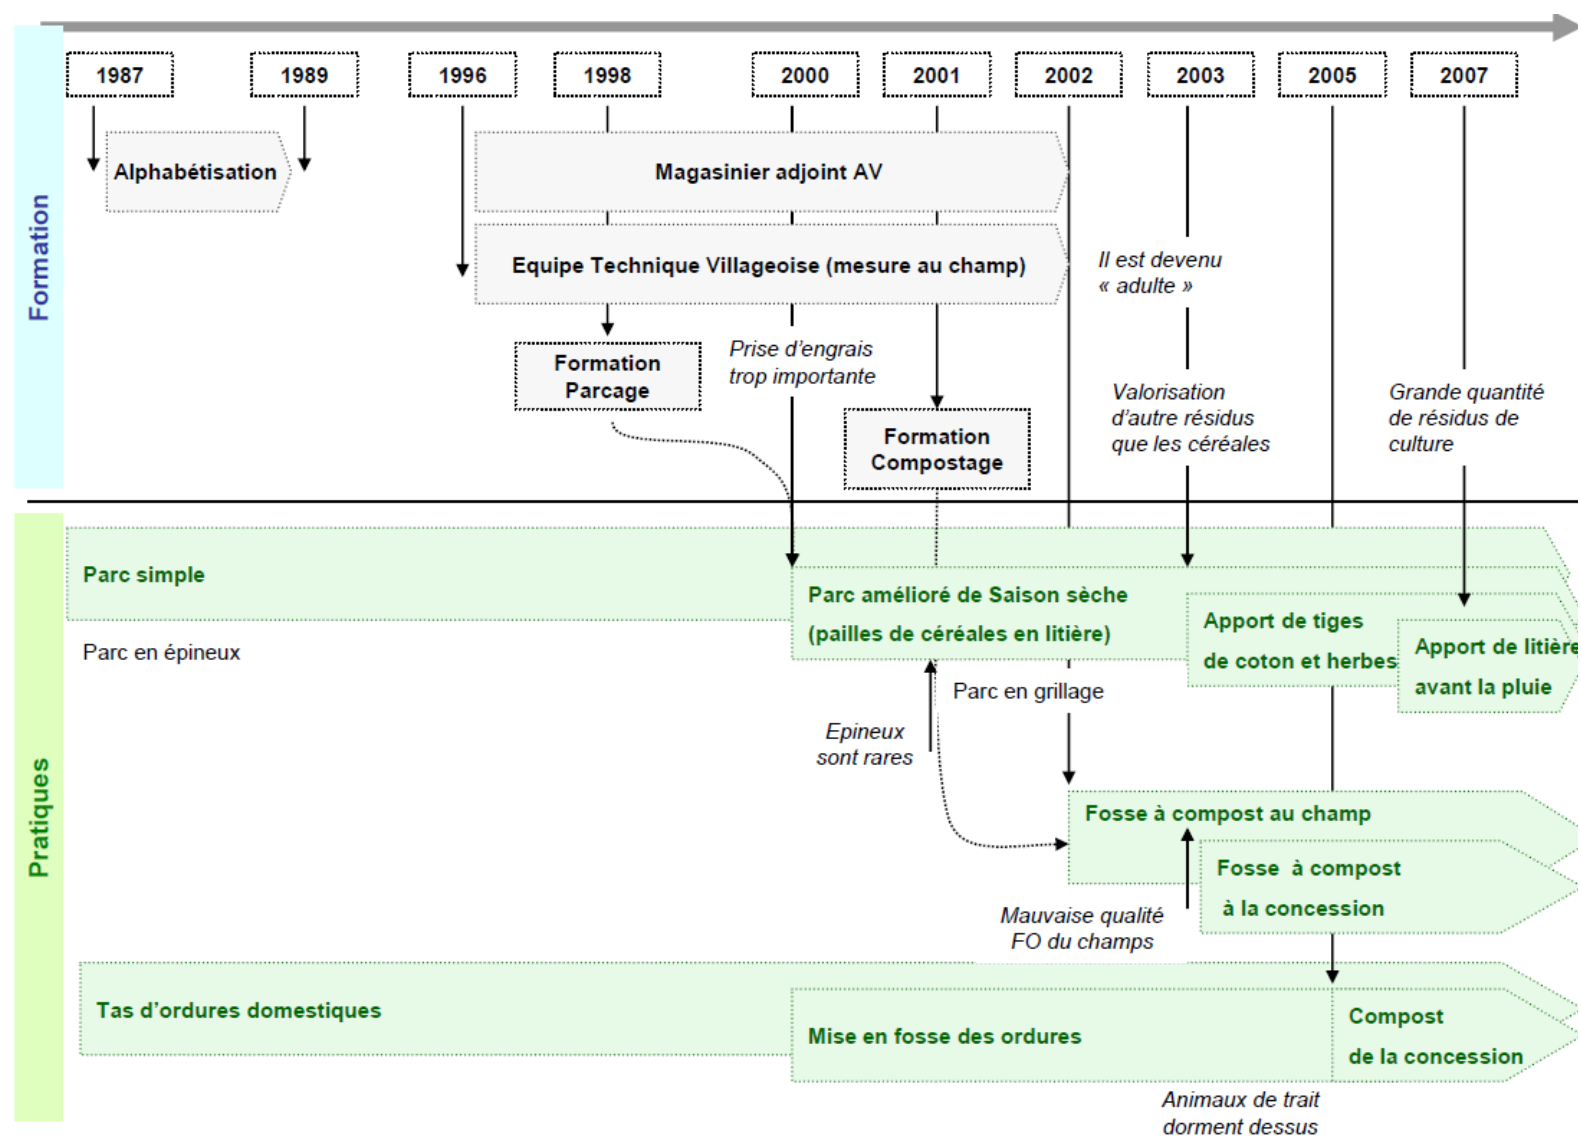 1987
1989
1996
1998
2000
2001
2002
2003
2005
2007
Formation
Alphabétisation
Magasinier adjoint AV
Equipe Technique Villageoise (mesure au champ)
Il est devenu
« adulte »
Formation
Parcage
Prise d'engrais
trop importante
Formation
Compostage
Valorisation
d'autre résidus
que les céréales
Grande quantité
de résidus de
culture
Pratiques
Parc simple
Parc en épineux
Parc amélioré de Saison sèche
(pailles de céréales en litière)
Apport de tiges
de coton et herbes
Apport de litière
avant la pluie
Parc en grillage
Epineux
sont rares
Fosse à compost au champ
Fosse à compost
à la concession
Mauvaise qualité
FO du champs
Tas d'ordures domestiques
Mise en fosse des ordures
Compost
de la concession
Animaux de trait
dorment dessus